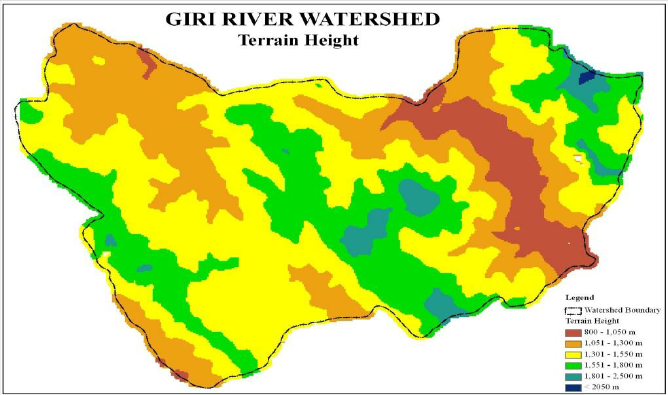 GIRI RIVER WATERSHED
Terrain Height
Legend
Watershed Boundary
Terrain Height
800 - 1,050 m
1,051 - 1,300 m
1,301 - 1,550 m
1,551 - 1,800 m
1,801 - 2,500 m
< 2050 m